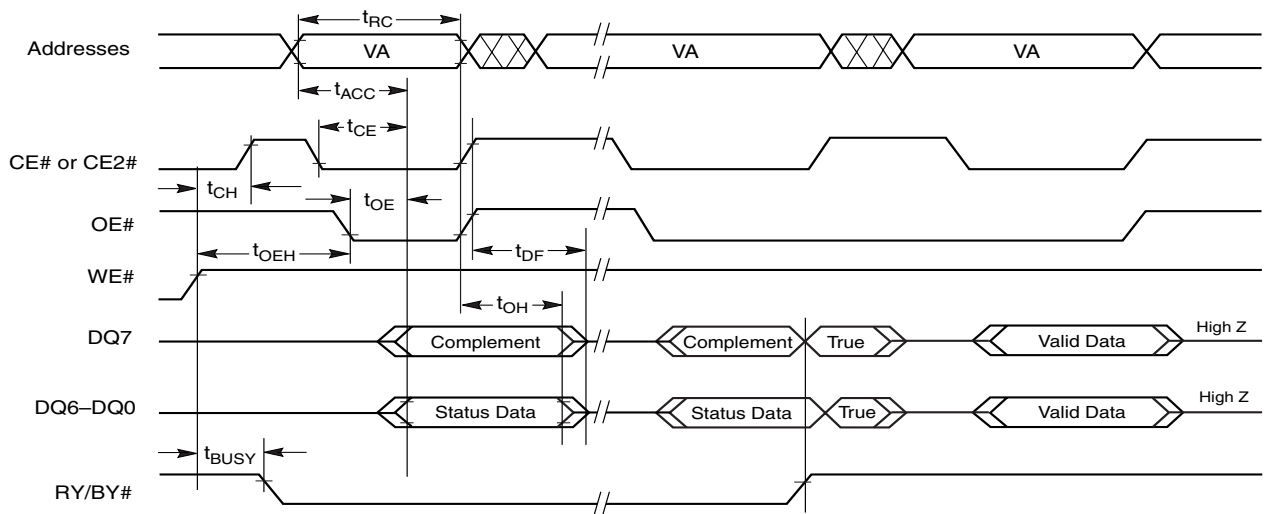 tRC
Addresses VA VA VA
tACC
tCE
CE# or CE2#
tCH
tOE
OE#
tOEH tDF
WE#
tOH
DQ7 Complement Complement True Valid Data High Z
DQ6–DQ0 Status Data Status Data True Valid Data High Z
tBUSY
RY/BY#